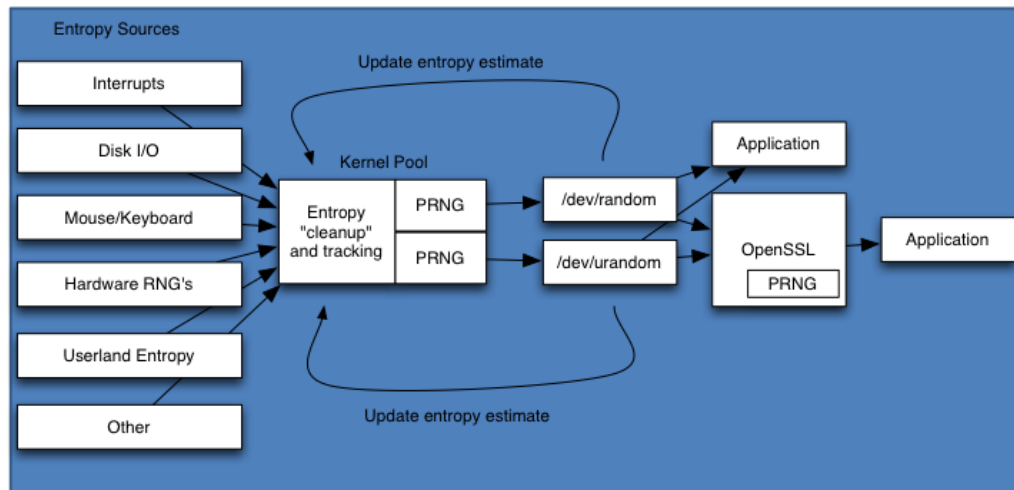 Entropy Sources
Interrupts
Disk I/O
Mouse/Keyboard
Hardware RNG's
Userland Entropy
Other
Update entropy estimate
Kernel Pool
Entropy
"cleanup"
and tracking
PRNG
PRNG
/dev/random
/dev/urandom
Update entropy estimate
Application
OpenSSL
PRNG
Application